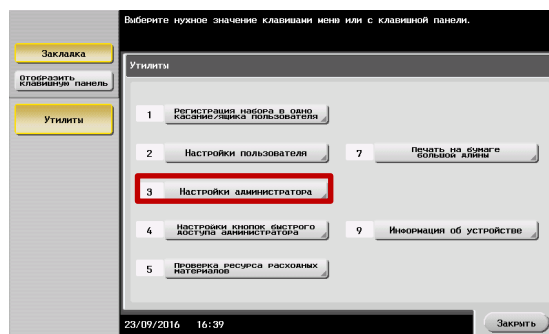 Выберите нужное значение клавишами меню или с клавишной панели.
Закладка
Отобразить
клавишную панель
Утилиты
Утилиты
1 Регистрация набора в одно
касание/ящика пользователя
2 Настройки пользователя
7 Печать на бумаге
большой длины
3 Настройки администратора
4 Настройки кнопок быстрого
доступа администратора
9 Информация об устройстве
5 Проверка ресурса расходных
материалов
23/09/2016 16:39
Закрыть